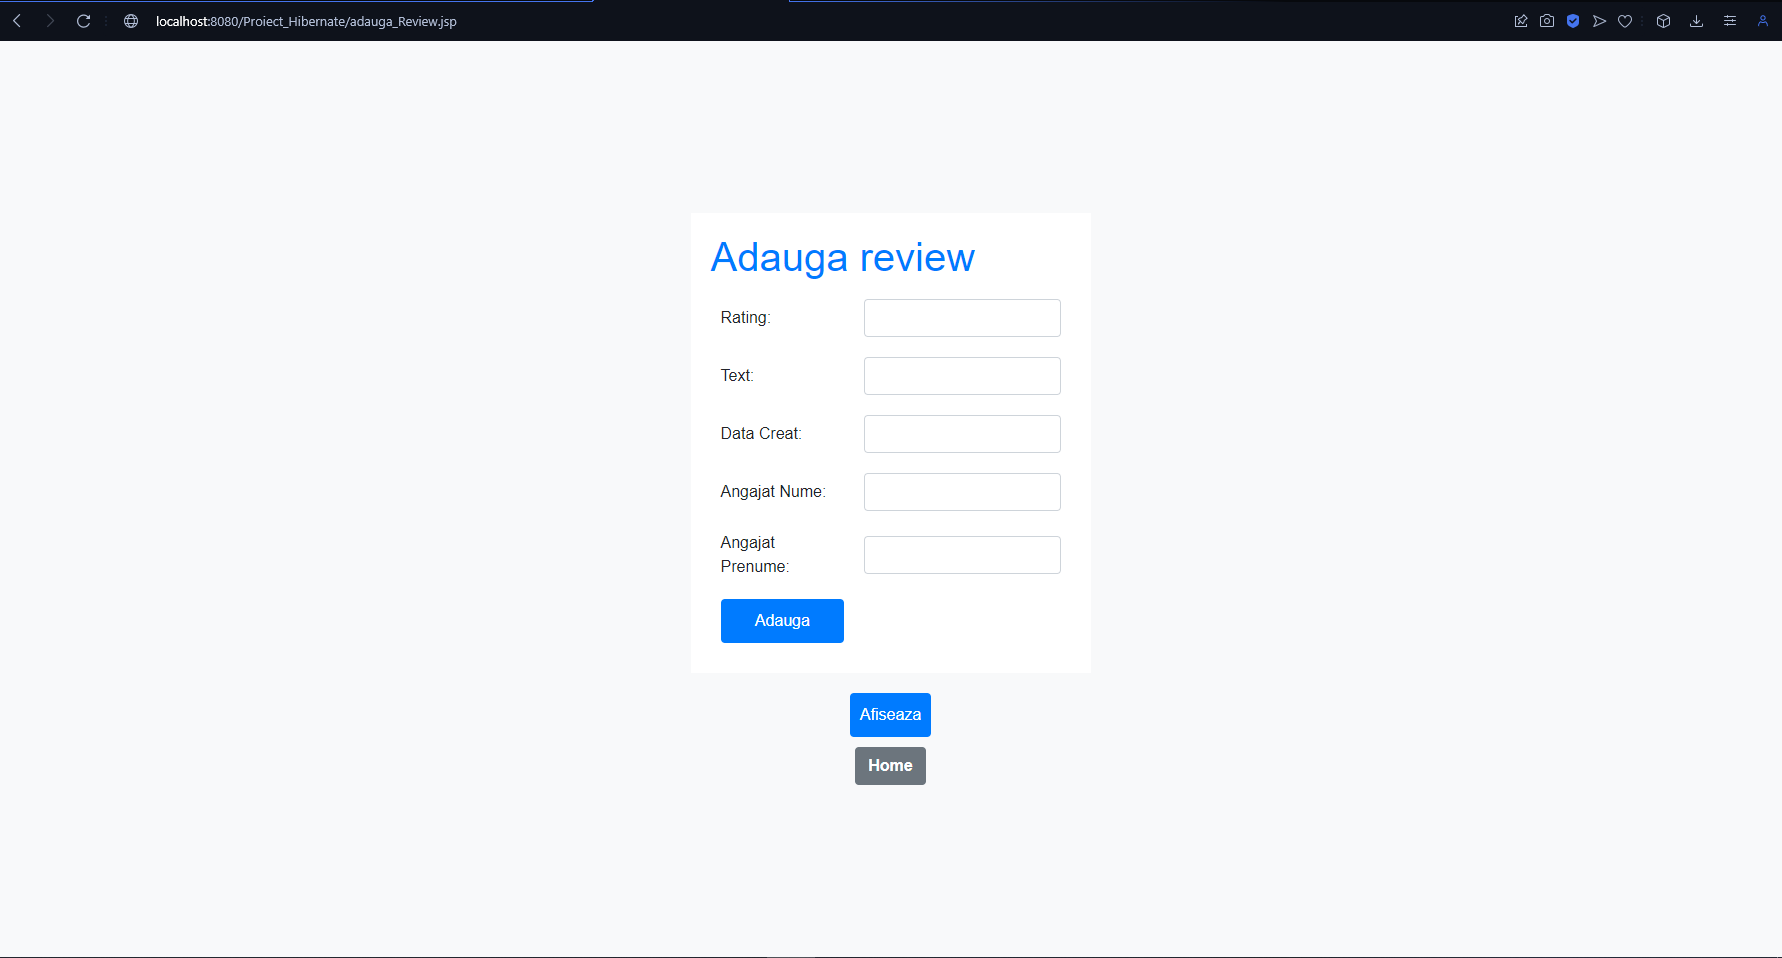 localhost:8080/Proiect_Hibernate/adauga_Review.jsp
Adauga review
Rating:
Text:
Data Creat:
Angajat Nume:
Angajat
Prenume:
Adauga
Afiseaza
Home